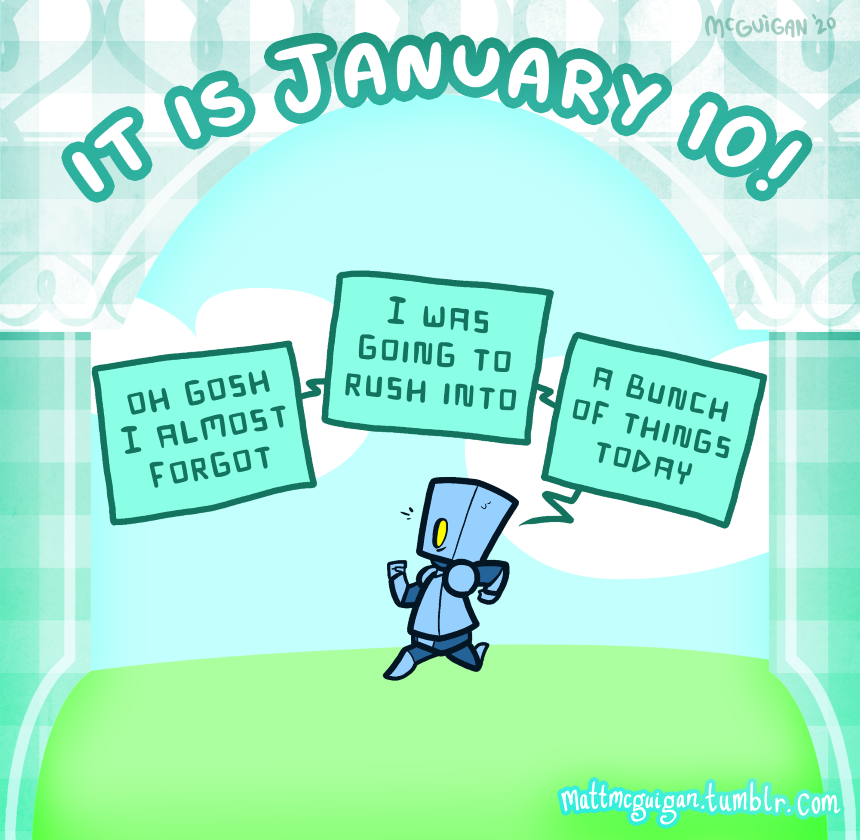 McGUIGAN '20
IT IS JANUARY 10!
OH GOSH
I ALMOST
FORGOT
I WAS
GOING TO
RUSH INTO
A BUNCH
OF THINGS
TODAY
mattmcguigan.tumblr.com